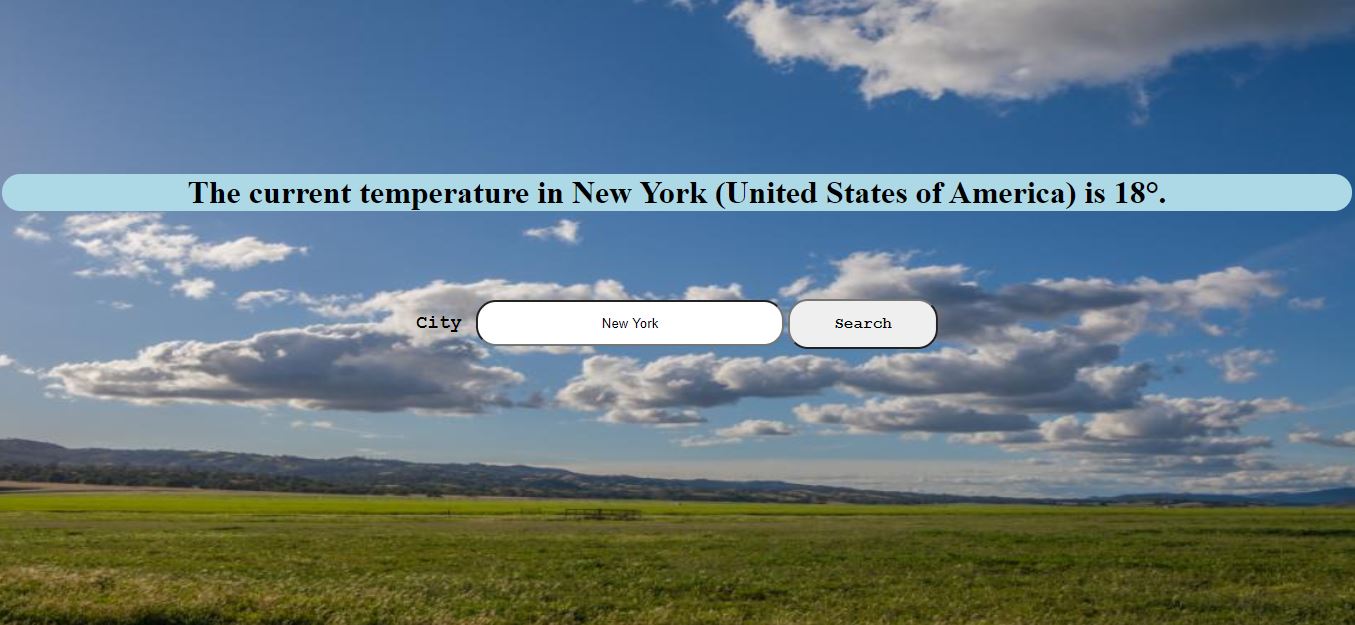 The current temperature in New York (United States of America) is 18°.
City New York Search